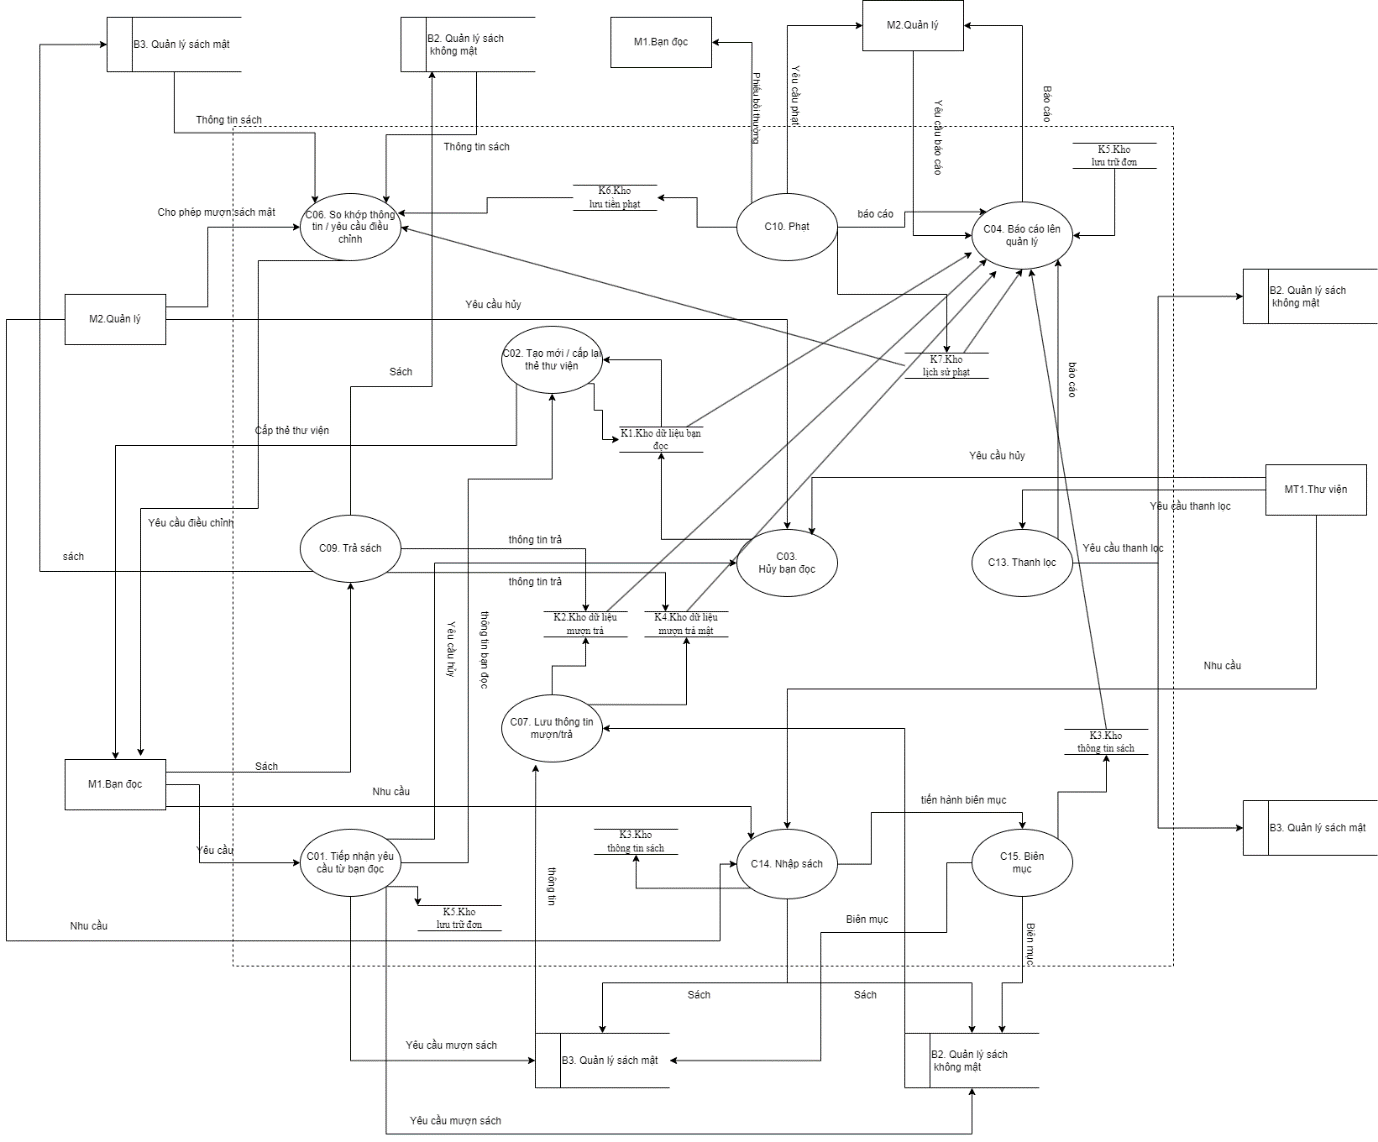 B3. Quản lý sách mật
B2. Quản lý sách
không mật
M1.Bạn đọc
M2.Quản lý
Phiếu bồi thường
Yêu cầu phạt
Yêu cầu báo cáo
Báo cáo
Thông tin sách
Thông tin sách
K5.Kho
lưu trữ đơn
K6.Kho
lưu tiền phạt
Cho phép mượn sách mật
C06. So khớp thông
tin / yêu cầu điều
chỉnh
C10. Phạt
báo cáo
C04. Báo cáo lên
quản lý
B2. Quản lý sách
không mật
M2.Quản lý
Yêu cầu hủy
C02. Tạo mới / cấp lại
thẻ thư viện
K7.Kho
lịch sử phạt
Sách
báo cáo
Cấp thẻ thư viện
K1.Kho dữ liệu bạn
đọc
Yêu cầu hủy
MT1.Thư viện
Yêu cầu thanh lọc
Yêu cầu điều chỉnh
C09. Trả sách
thông tin trả
sách
thông tin trả
C03.
Hủy bạn đọc
C13. Thanh lọc
Yêu cầu thanh lọc
K2.Kho dữ liệu
mượn trả
K4.Kho dữ liệu
mượn trả mật
Yêu cầu hủy
thông tin bạn đọc
Nhu cầu
C07. Lưu thông tin
mượn/trả
K3.Kho
thông tin sách
M1.Bạn đọc
Sách
Nhu cầu
tiến hành biên mục
Yêu cầu
C01. Tiếp nhận yêu
cầu từ bạn đọc
K3.Kho
thông tin sách
C14. Nhập sách
C15. Biên
mục
B3. Quản lý sách mật
thông tin
K5.Kho
lưu trữ đơn
Nhu cầu
Biên mục
Biên mục
Sách
Sách
Yêu cầu mượn sách
B3. Quản lý sách mật
B2. Quản lý sách
không mật
Yêu cầu mượn sách